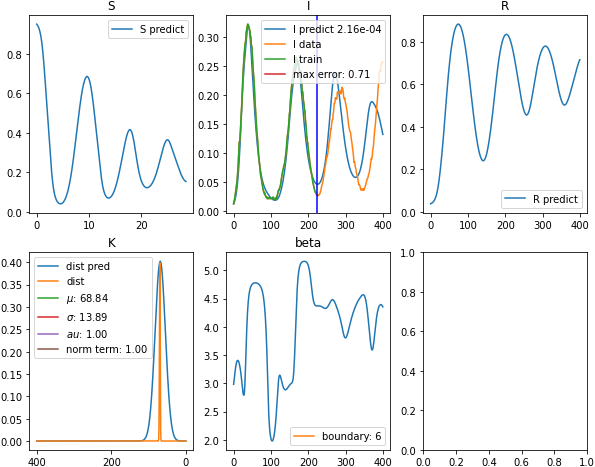 S
I
R
S predict
I predict 2.16e-04
I data
I train
max error: 0.71
R predict
0.8
0.6
0.4
0.2
0.0
0 10 20
0.30
0.25
0.20
0.15
0.10
0.05
0.00
0 100 200 300 400
0.8
0.6
0.4
0.2
0.0
0 100 200 300 400
K
beta
dist pred
dist
μ: 68.84
σ: 13.89
au: 1.00
norm term: 1.00
boundary: 6
0.40
0.35
0.30
0.25
0.20
0.15
0.10
0.05
0.00
400 200 0
5.0
4.5
4.0
3.5
3.0
2.5
2.0
0 100 200 300 400
1.0
0.8
0.6
0.4
0.2
0.0
0.0 0.2 0.4 0.6 0.8 1.0